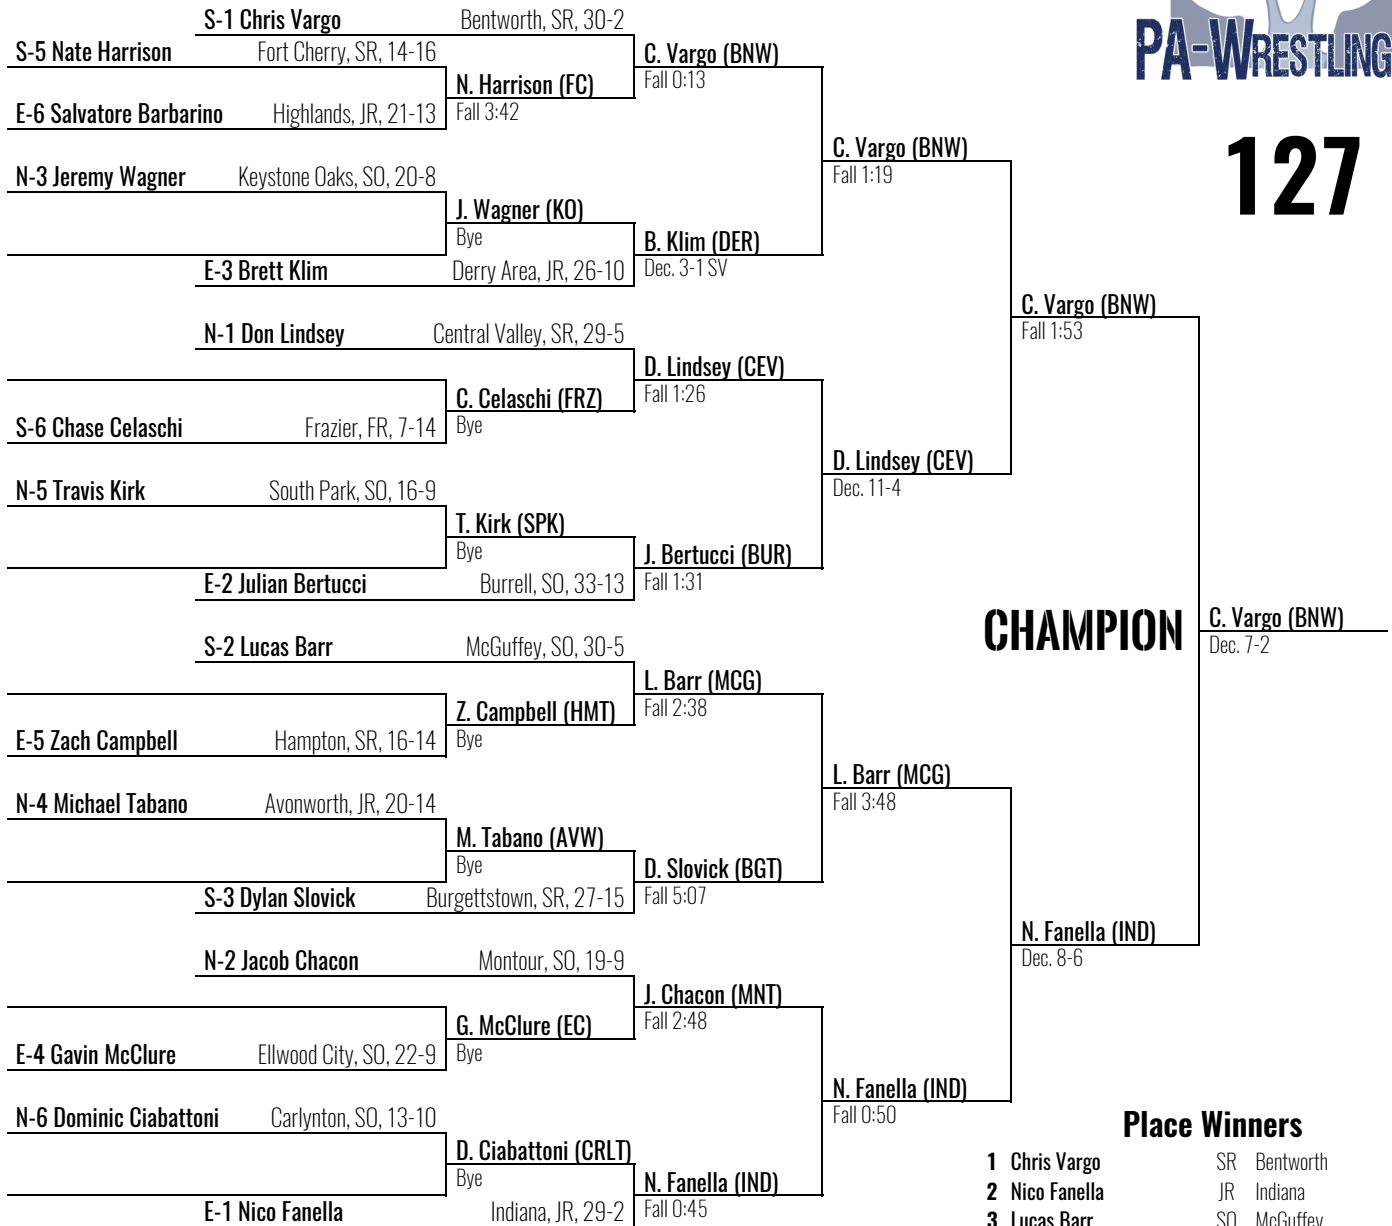 PA-WRESTLING
127
S-1 Chris Vargo Bentworth, SR, 30-2
S-5 Nate Harrison Fort Cherry, SR, 14-16
C. Vargo (BNW)
Fall 0:13
N. Harrison (FC)
Fall 3:42
E-6 Salvatore Barbarino Highlands, JR, 21-13
C. Vargo (BNW)
Fall 1:19
N-3 Jeremy Wagner Keystone Oaks, SO, 20-8
J. Wagner (KO)
Bye
B. Klim (DER)
Dec. 3-1 SV
E-3 Brett Klim Derry Area, JR, 26-10
C. Vargo (BNW)
Fall 1:53
N-1 Don Lindsey Central Valley, SR, 29-5
D. Lindsey (CEV)
Fall 1:26
C. Celaschi (FRZ)
Bye
S-6 Chase Celaschi Frazier, FR, 7-14
D. Lindsey (CEV)
Dec. 11-4
N-5 Travis Kirk South Park, SO, 16-9
T. Kirk (SPK)
Bye
J. Bertucci (BUR)
Fall 1:31
E-2 Julian Bertucci Burrell, SO, 33-13
CHAMPION
C. Vargo (BNW)
Dec. 7-2
S-2 Lucas Barr McGuffey, SO, 30-5
L. Barr (MCG)
Fall 2:38
Z. Campbell (HMT)
Bye
E-5 Zach Campbell Hampton, SR, 16-14
L. Barr (MCG)
Fall 3:48
N-4 Michael Tabano Avonworth, JR, 20-14
M. Tabano (AVW)
Bye
D. Slovick (BGT)
Fall 5:07
S-3 Dylan Slovick Burgettstown, SR, 27-15
N. Fanella (IND)
Dec. 8-6
N-2 Jacob Chacon Montour, SO, 19-9
J. Chacon (MNT)
Fall 2:48
G. McClure (EC)
Bye
E-4 Gavin McClure Ellwood City, SO, 22-9
N. Fanella (IND)
Fall 0:50
N-6 Dominic Ciabattoni Carlynton, SO, 13-10
D. Ciabattoni (CRLT)
Bye
N. Fanella (IND)
Fall 0:45
E-1 Nico Fanella Indiana, JR, 29-2
Place Winners
1 Chris Vargo SR Bentworth
2 Nico Fanella JR Indiana
3 Lucas Barr SO McGuffey